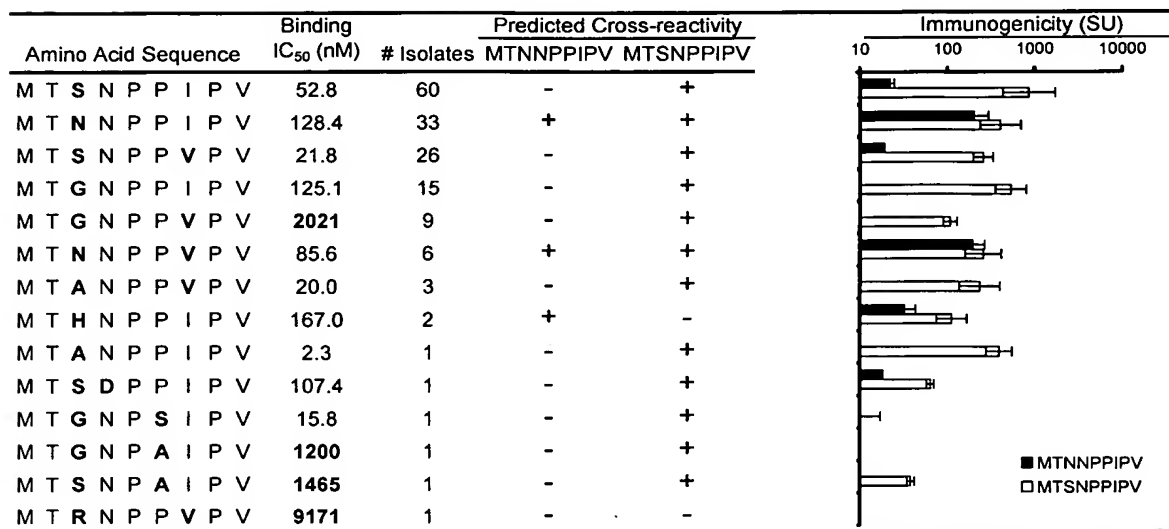 Binding Predicted Cross-reactivity Immunogenicity (SU)
Amino Acid Sequence IC50 (nM) # Isolates MTNNPPIPV MTSNPPIPV 10 100 1000 10000
M T S N P P I P V 52.8 60 - +
M T N N P P I P V 128.4 33 + +
M T S N P P V P V 21.8 26 - +
M T G N P P I P V 125.1 15 - +
M T G N P P V P V 2021 9 - +
M T N N P P V P V 85.6 6 + +
M T A N P P V P V 20.0 3 - +
M T H N P P I P V 167.0 2 + -
M T A N P P I P V 2.3 1 - +
M T S D P P I P V 107.4 1 - +
M T G N P S I P V 15.8 1 - +
M T G N P A I P V 1200 1 - +
M T S N P A I P V 1465 1 - +
M T R N P P V P V 9171 1 - -
MTNNPPIPV
MTSNPPIPV